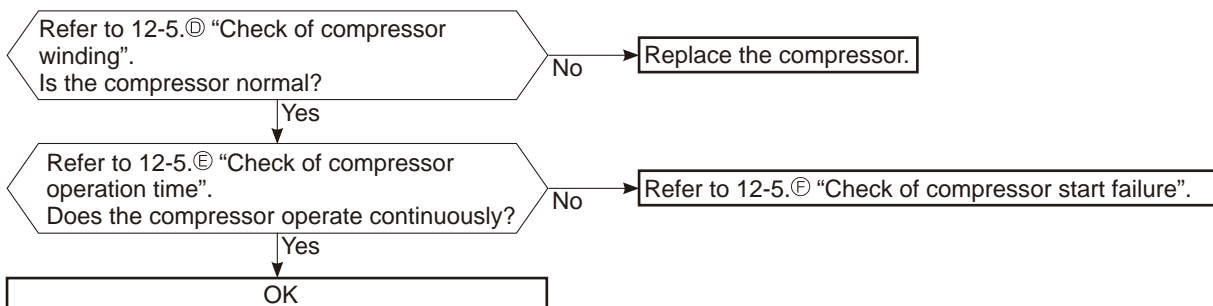 Refer to 12-5.Ⓓ “Check of compressor
winding”.
Is the compressor normal?
No
Replace the compressor.
Yes
Refer to 12-5.Ⓔ “Check of compressor
operation time”.
Does the compressor operate continuously?
No
Refer to 12-5.Ⓕ “Check of compressor start failure”.
Yes
OK